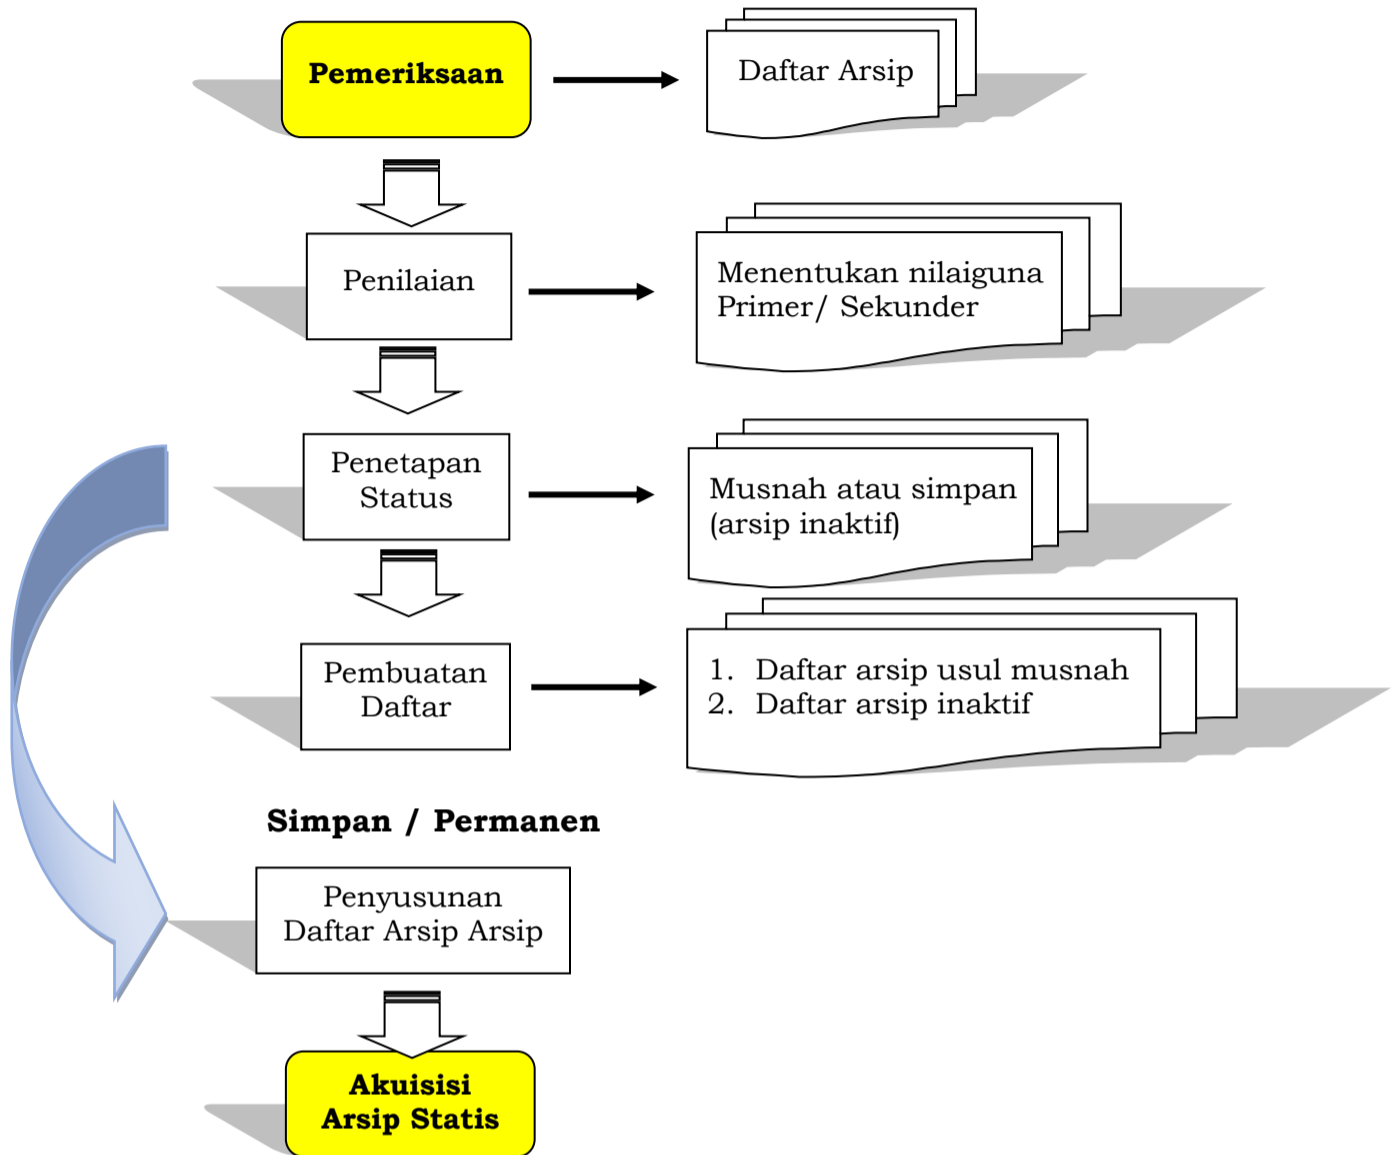 Pemeriksaan
Daftar Arsip
Penilaian
Menentukan nilaiguna
Primer/ Sekunder
Penetapan
Status
Musnah atau simpan
(arsip inaktif)
Pembuatan
Daftar
1. Daftar arsip usul musnah
2. Daftar arsip inaktif
Simpan / Permanen
Penyusunan
Daftar Arsip Arsip
Akuisisi
Arsip Statis